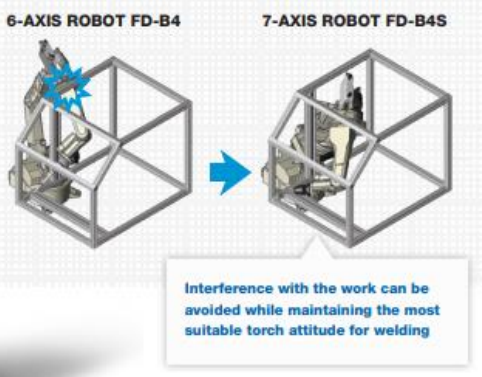 6-AXIS ROBOT FD-B4
7-AXIS ROBOT FD-B4S
Interference with the work can be
avoided while maintaining the most
suitable torch attitude for welding